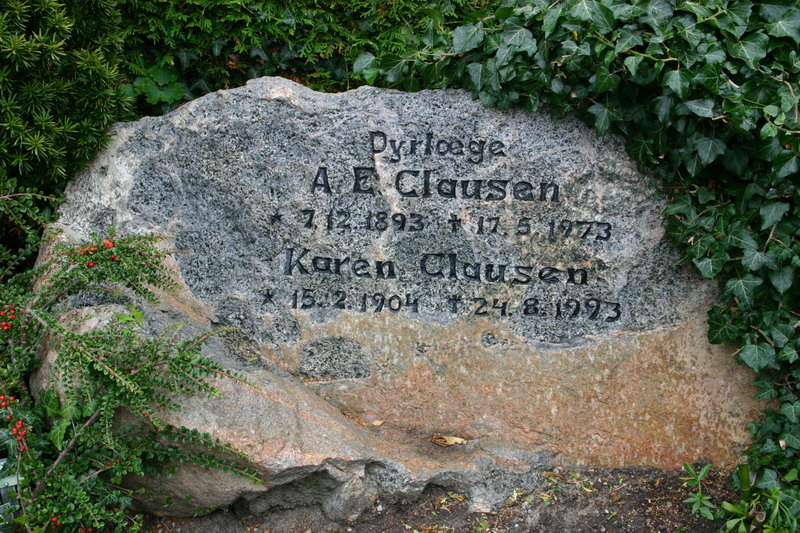 Dyrlæge
A. E. Clausen
* 7.12.1893 ✝ 17.5.1973
Karen Clausen
* 15.2.1904 ✝ 24.8.1993